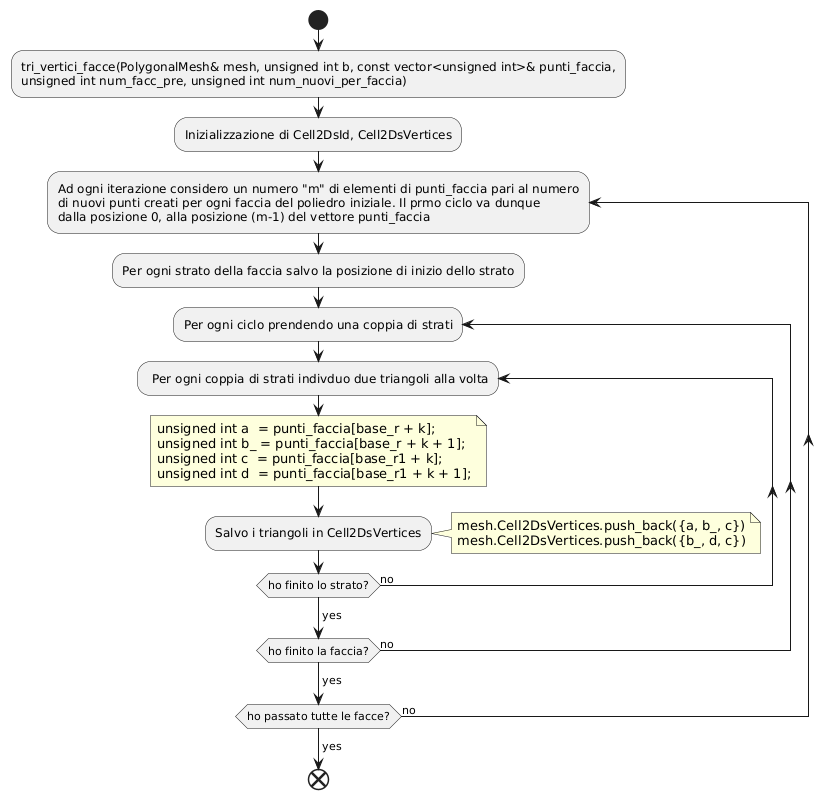 tri_vertici_facce(PolygonalMesh& mesh, unsigned int b, const vector<unsigned int>& punti_faccia,
unsigned int num_facc_pre, unsigned int num_nuovi_per_faccia)
Inizializzazione di Cell2DsId, Cell2DsVertices
Ad ogni iterazione considero un numero "m" di elementi di punti_faccia pari al numero
di nuovi punti creati per ogni faccia del poliedro iniziale. Il prmo ciclo va dunque
dalla posizione 0, alla posizione (m-1) del vettore punti_faccia
Per ogni strato della faccia salvo la posizione di inizio dello strato
Per ogni ciclo prendendo una coppia di strati
Per ogni coppia di strati indivduo due triangoli alla volta
unsigned int a = punti_faccia[base_r + k];
unsigned int b_ = punti_faccia[base_r + k + 1];
unsigned int c = punti_faccia[base_r1 + k];
unsigned int d = punti_faccia[base_r1 + k + 1];
Salvo i triangoli in Cell2DsVertices
mesh.Cell2DsVertices.push_back({a, b_, c})
mesh.Cell2DsVertices.push_back({b_, d, c})
ho finito lo strato?
no
yes
ho finito la faccia?
no
yes
ho passato tutte le facce?
no
yes